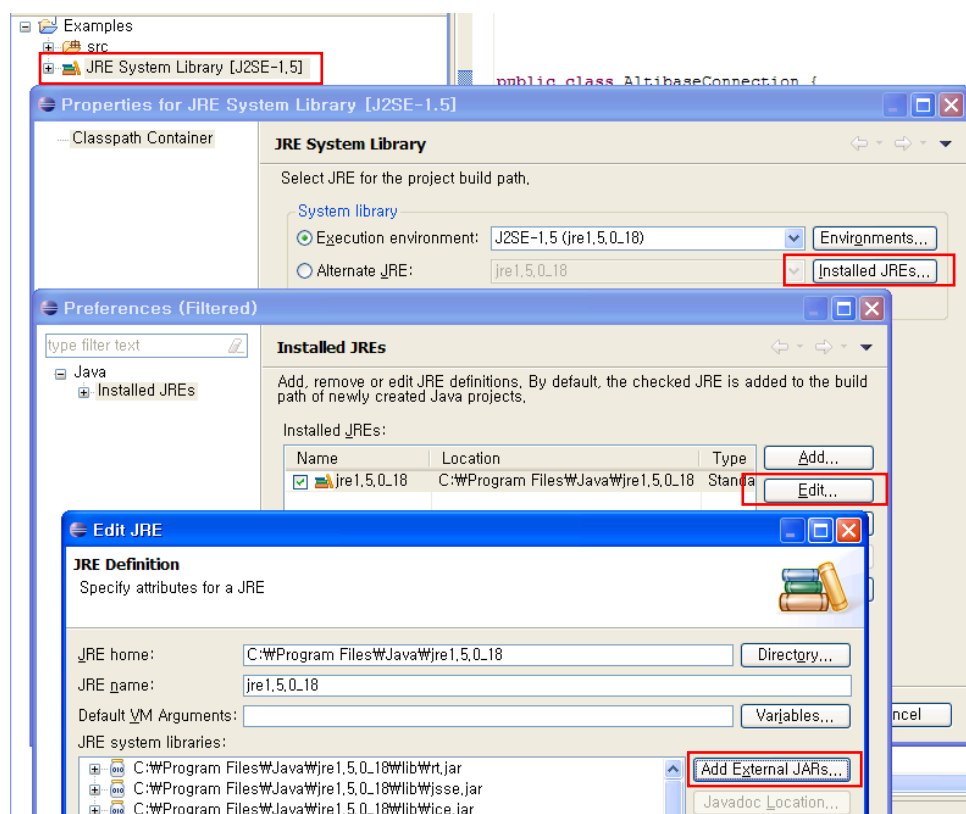 Examples
src
JRE System Library [J2SE-1,5]
public class AltibaseConnection {
Properties for JRE System Library [J2SE-1.5]
Classpath Container
JRE System Library
Select JRE for the project build path,
System library
Execution environment: J2SE-1,5 (jre1,5,0_18) Environments...
Alternate JRE: jre1,5,0_18 Installed JREs...
Preferences (Filtered)
type filter text
Installed JREs
Java
Installed JREs
Add, remove or edit JRE definitions, By default, the checked JRE is added to the build
path of newly created Java projects,
Installed JREs:
Name Location Type Add...
jre1,5,0_18 C:₩Program Files₩Java₩jre1,5,0_18 Standa Edit...
Edit JRE
JRE Definition
Specify attributes for a JRE
JRE home: C:₩Program Files₩Java₩jre1,5,0_18 Directory...
JRE name: jre1,5,0_18
Default VM Arguments: Variables... ncel
JRE system libraries:
C:₩Program Files₩Java₩jre1,5,0_18₩lib₩rt,jar Add External JARs...
C:₩Program Files₩Java₩jre1,5,0_18₩lib₩jsse,jar
C:₩Program Files₩Java₩jre1,5,0_18₩lib₩jce,jar Javadoc Location...